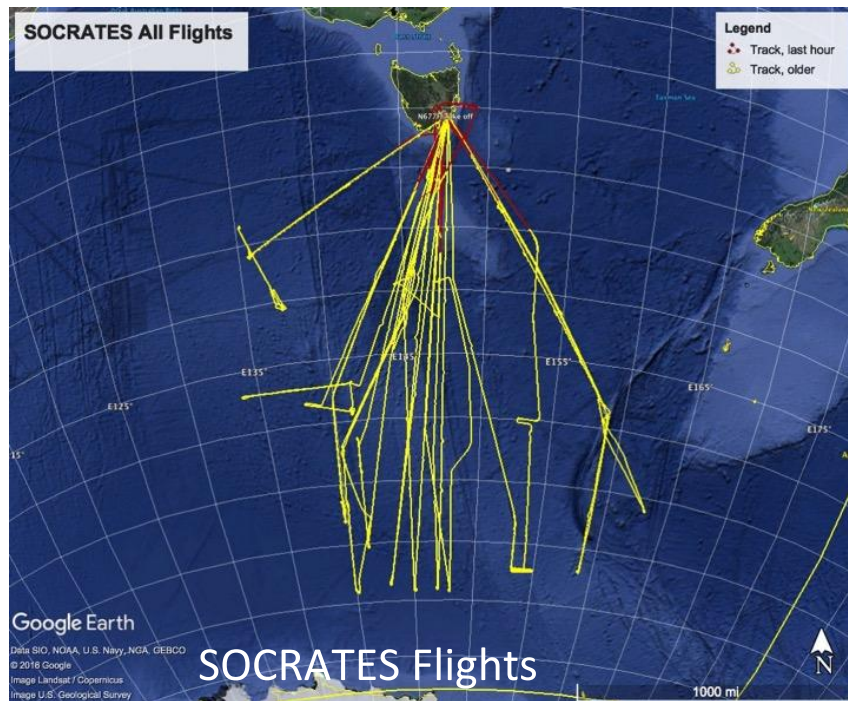 SOCRATES All Flights
Legend
Track, last hour
Track, older
Tasman Sea
E155°
E145°
E135°
E165°
E125°
E175°
Google Earth
Data SIO, NOAA, U.S. Navy, NGA, GEBCO
© 2016 Google
Image Landsat / Copernicus
Image U.S. Geological Survey
SOCRATES Flights
N
1000 mi